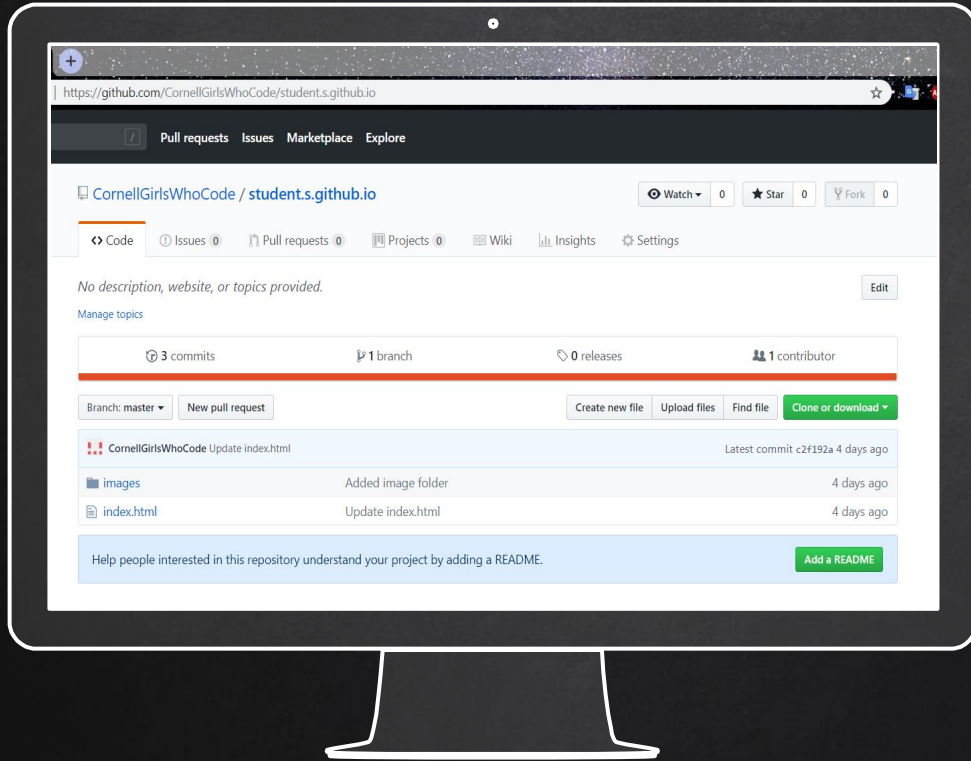 https://github.com/CornellGirlsWhoCode/student.s.github.io
/ Pull requests Issues Marketplace Explore
CornellGirlsWhoCode / student.s.github.io Watch 0 Star 0 Fork 0
Code Issues 0 Pull requests 0 Projects 0 Wiki Insights Settings
No description, website, or topics provided. Edit
Manage topics
3 commits 1 branch 0 releases 1 contributor
Branch: master New pull request Create new file Upload files Find file Clone or download
CornellGirlsWhoCode Update index.html Latest commit c2f192a 4 days ago
images Added image folder 4 days ago
index.html Update index.html 4 days ago
Help people interested in this repository understand your project by adding a README. Add a README